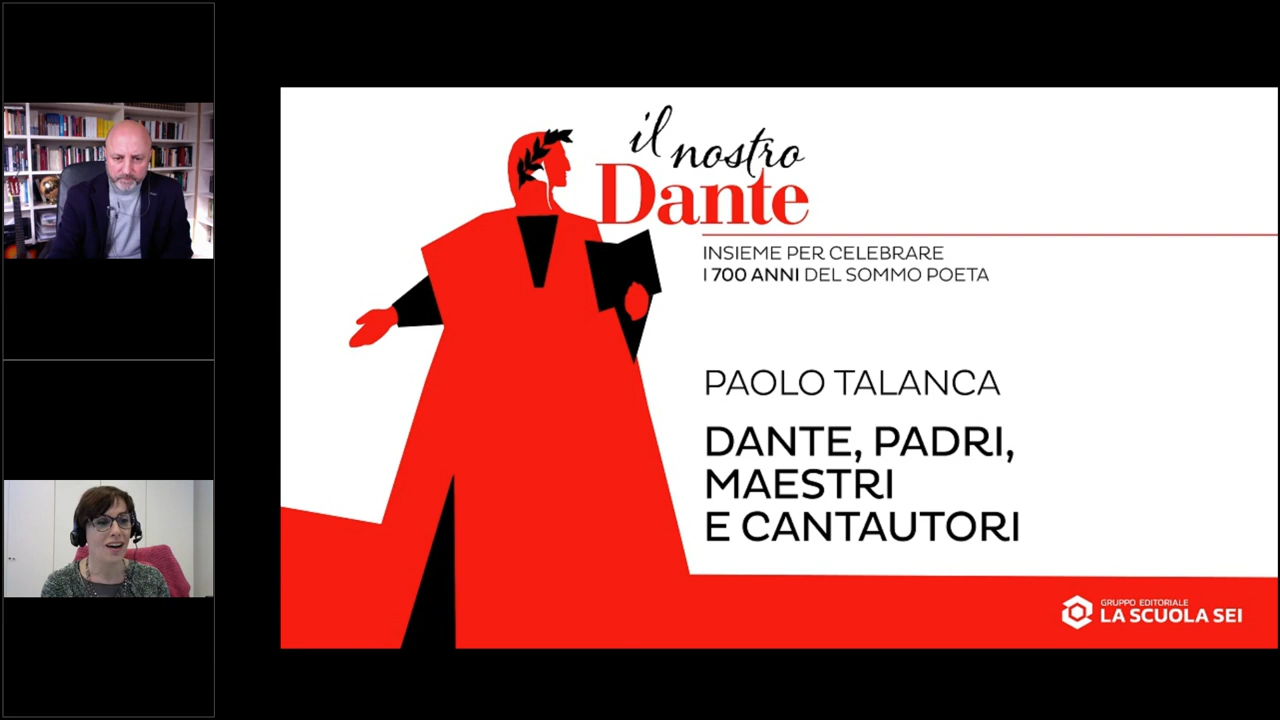 il nostro
Dante
INSIEME PER CELEBRARE
I 700 ANNI DEL SOMMO POETA
PAOLO TALANCA
DANTE, PADRI,
MAESTRI
E CANTAUTORI
GRUPPO EDITORIALE
LA SCUOLA SEI